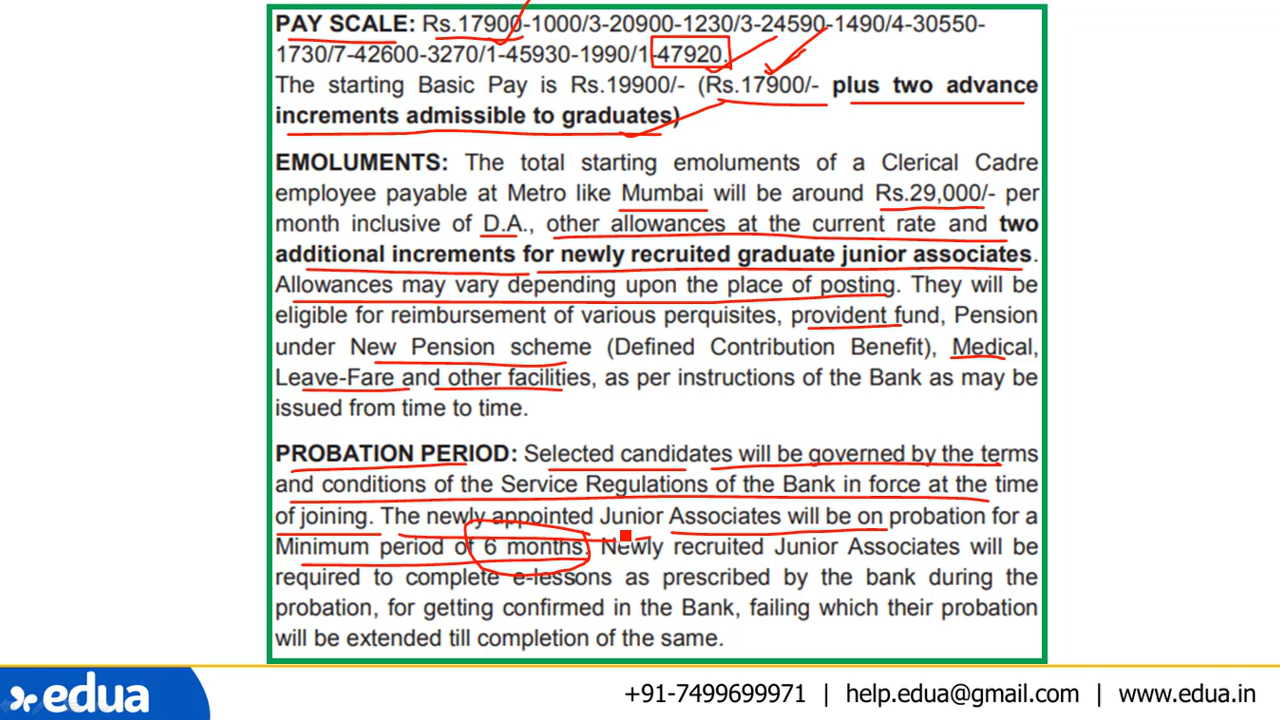 PAY SCALE: Rs.17900-1000/3-20900-1230/3-24590-1490/4-30550-
1730/7-42600-3270/1-45930-1990/1-47920.
The starting Basic Pay is Rs.19900/- (Rs.17900/- plus two advance
increments admissible to graduates)
EMOLUMENTS: The total starting emoluments of a Clerical Cadre
employee payable at Metro like Mumbai will be around Rs.29,000/- per
month inclusive of D.A., other allowances at the current rate and two
additional increments for newly recruited graduate junior associates.
Allowances may vary depending upon the place of posting. They will be
eligible for reimbursement of various perquisites, provident fund, Pension
under New Pension scheme (Defined Contribution Benefit), Medical,
Leave-Fare and other facilities, as per instructions of the Bank as may be
issued from time to time.
PROBATION PERIOD: Selected candidates will be governed by the terms
and conditions of the Service Regulations of the Bank in force at the time
of joining. The newly appointed Junior Associates will be on probation for a
Minimum period of 6 months. Newly recruited Junior Associates will be
required to complete e-lessons as prescribed by the bank during the
probation, for getting confirmed in the Bank, failing which their probation
will be extended till completion of the same.
edua
+91-7499699971 | help.edua@gmail.com | www.edua.in